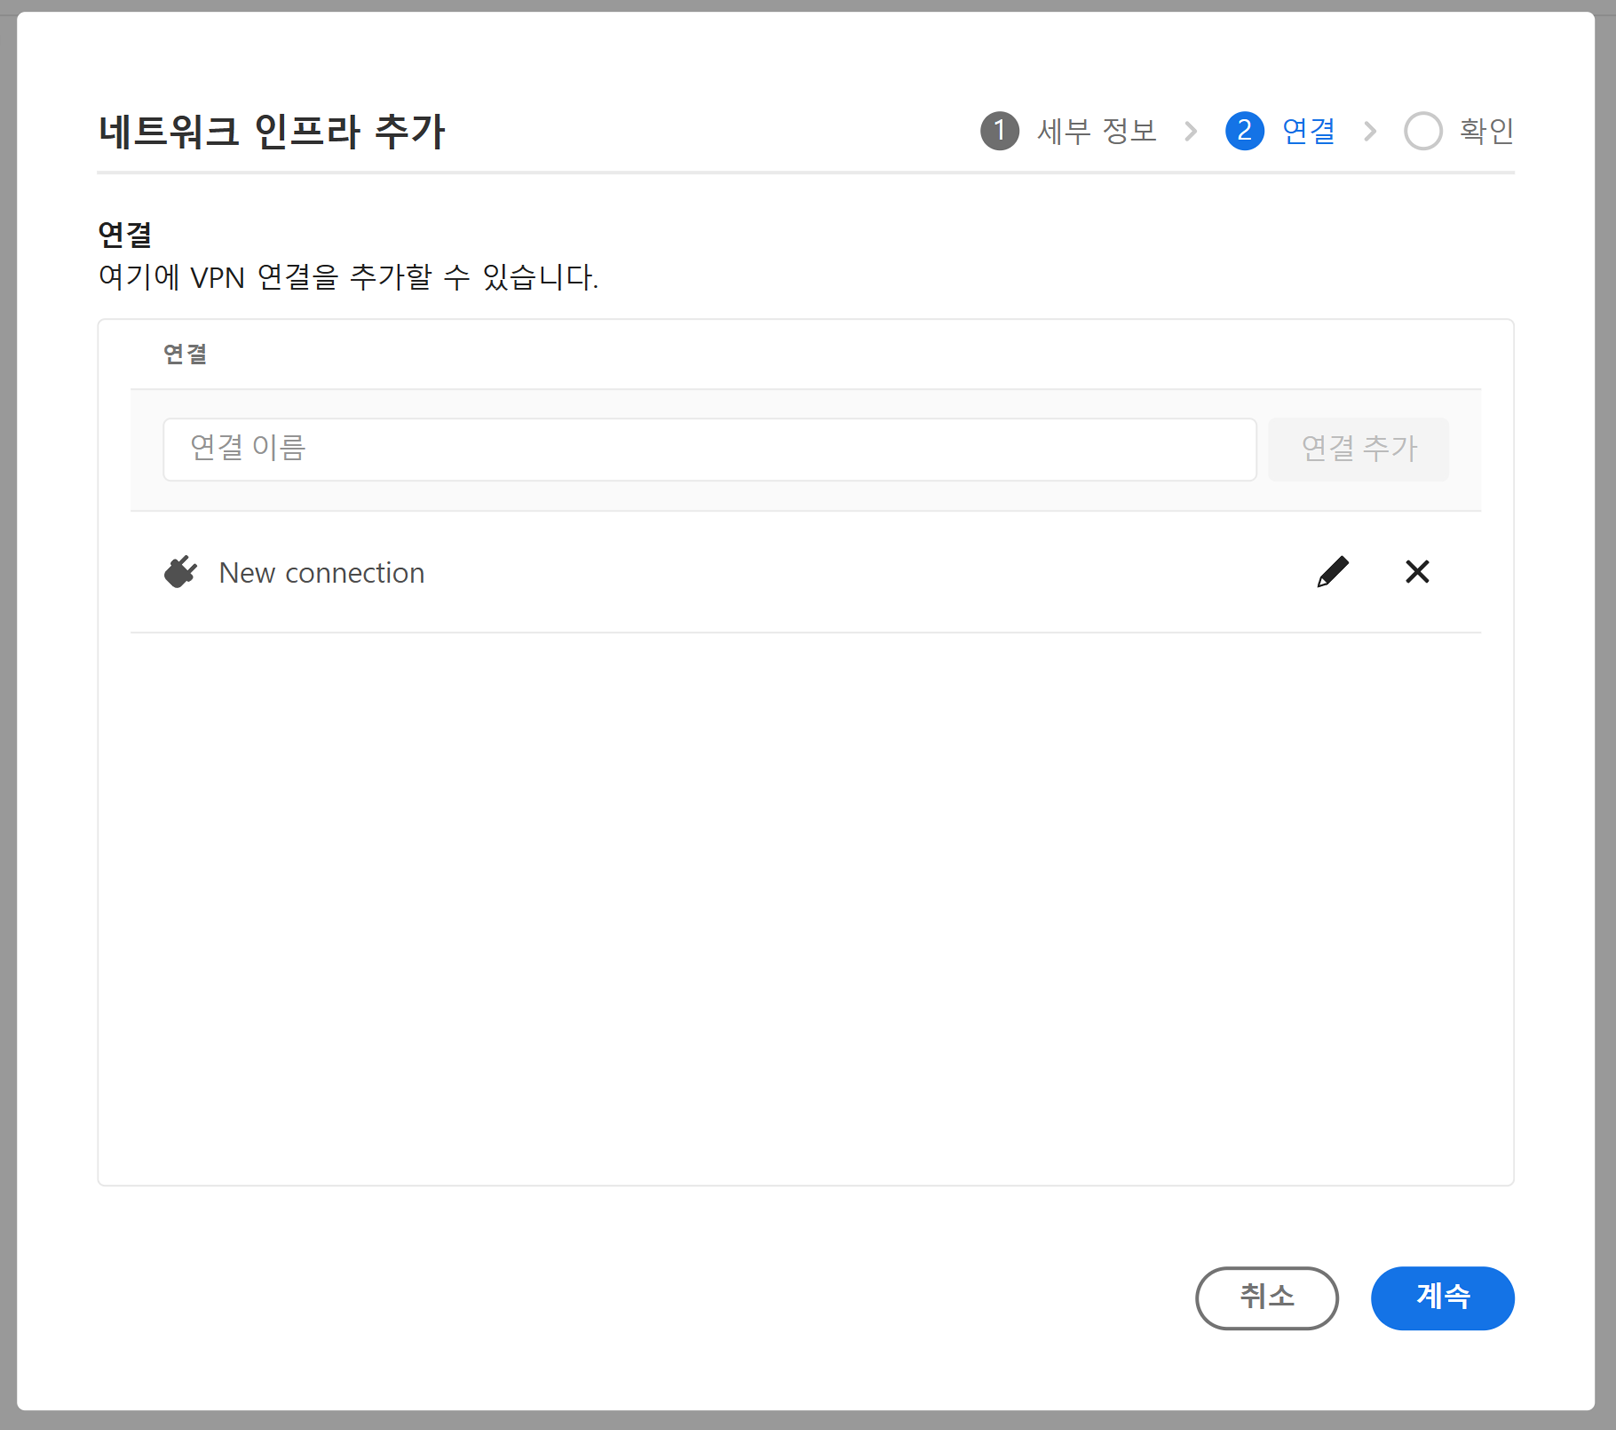 네트워크 인프라 추가
1 세부 정보 > 2 연결 > 확인
연결
여기에 VPN 연결을 추가할 수 있습니다.
연결
연결 이름
연결 추가
New connection
취소
계속